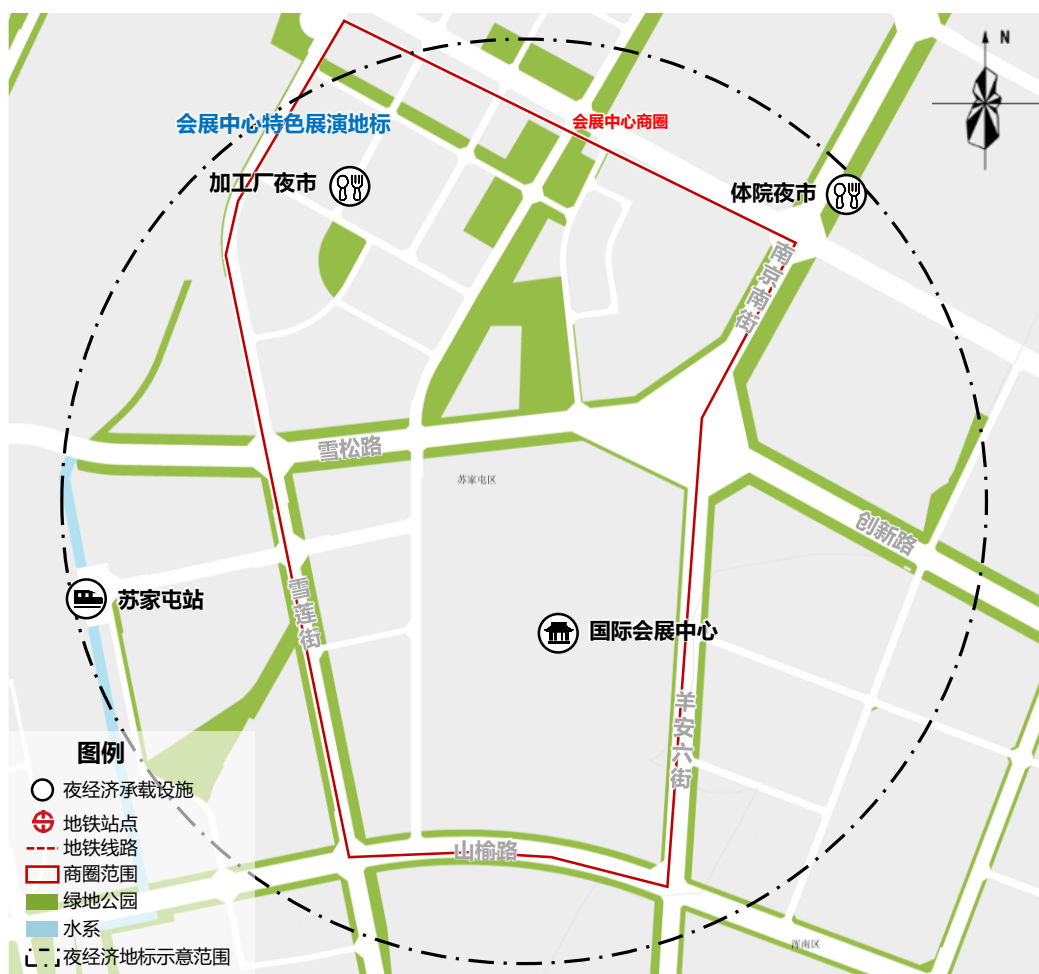 N
会展中心特色展演地标
会展中心商圈
加工厂夜市
体院夜市
南京南街
雪松路
苏家屯区
创新路
苏家屯站
雪莲街
国际会展中心
羊安六街
山榆路
浑南区
图例
夜经济承载设施
地铁站点
地铁线路
商圈范围
绿地公园
水系
夜经济地标示意范围